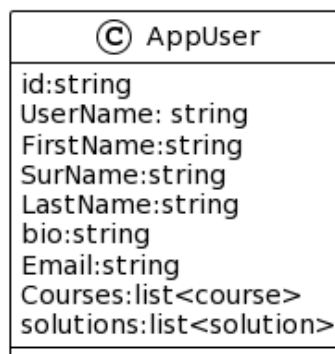 C AppUser
id:string
UserName: string
FirstName:string
SurName:string
LastName:string
bio:string
Email:string
Courses:list<course>
solutions:list<solution>